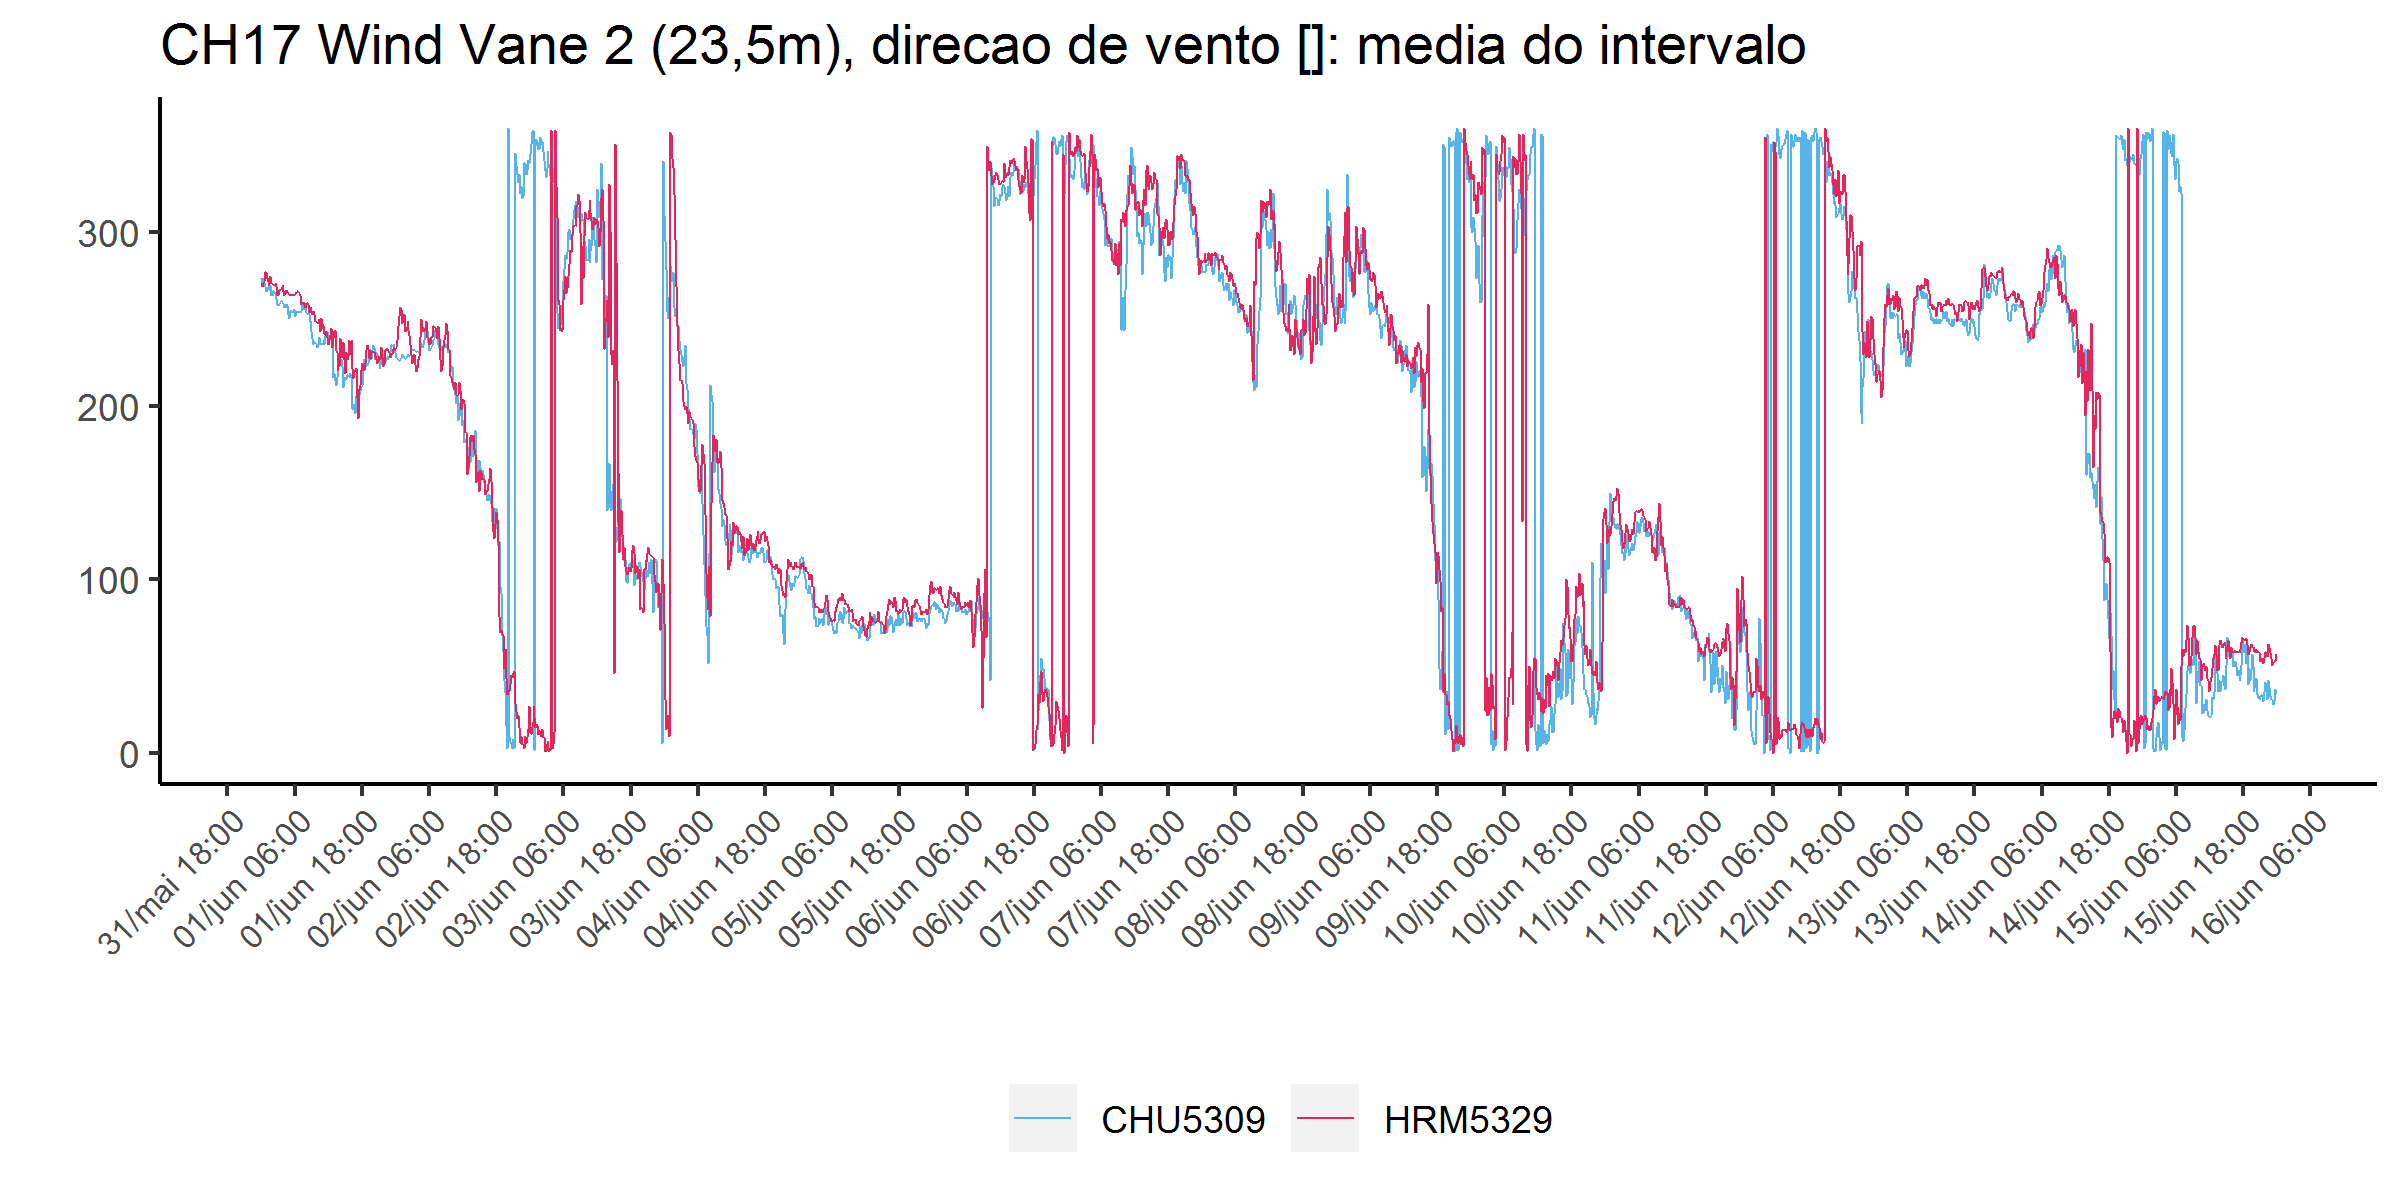 CH17 Wind Vane 2 (23,5m), direcao de vento []: media do intervalo
300
200
100
0
31/mai 18:00
01/jun 06:00
01/jun 18:00
02/jun 06:00
02/jun 18:00
03/jun 06:00
03/jun 18:00
04/jun 06:00
04/jun 18:00
05/jun 06:00
05/jun 18:00
06/jun 06:00
06/jun 18:00
07/jun 06:00
07/jun 18:00
08/jun 06:00
08/jun 18:00
09/jun 06:00
09/jun 18:00
10/jun 06:00
10/jun 18:00
11/jun 06:00
11/jun 18:00
12/jun 06:00
12/jun 18:00
13/jun 06:00
13/jun 18:00
14/jun 06:00
14/jun 18:00
15/jun 06:00
15/jun 18:00
16/jun 06:00
CHU5309
HRM5329